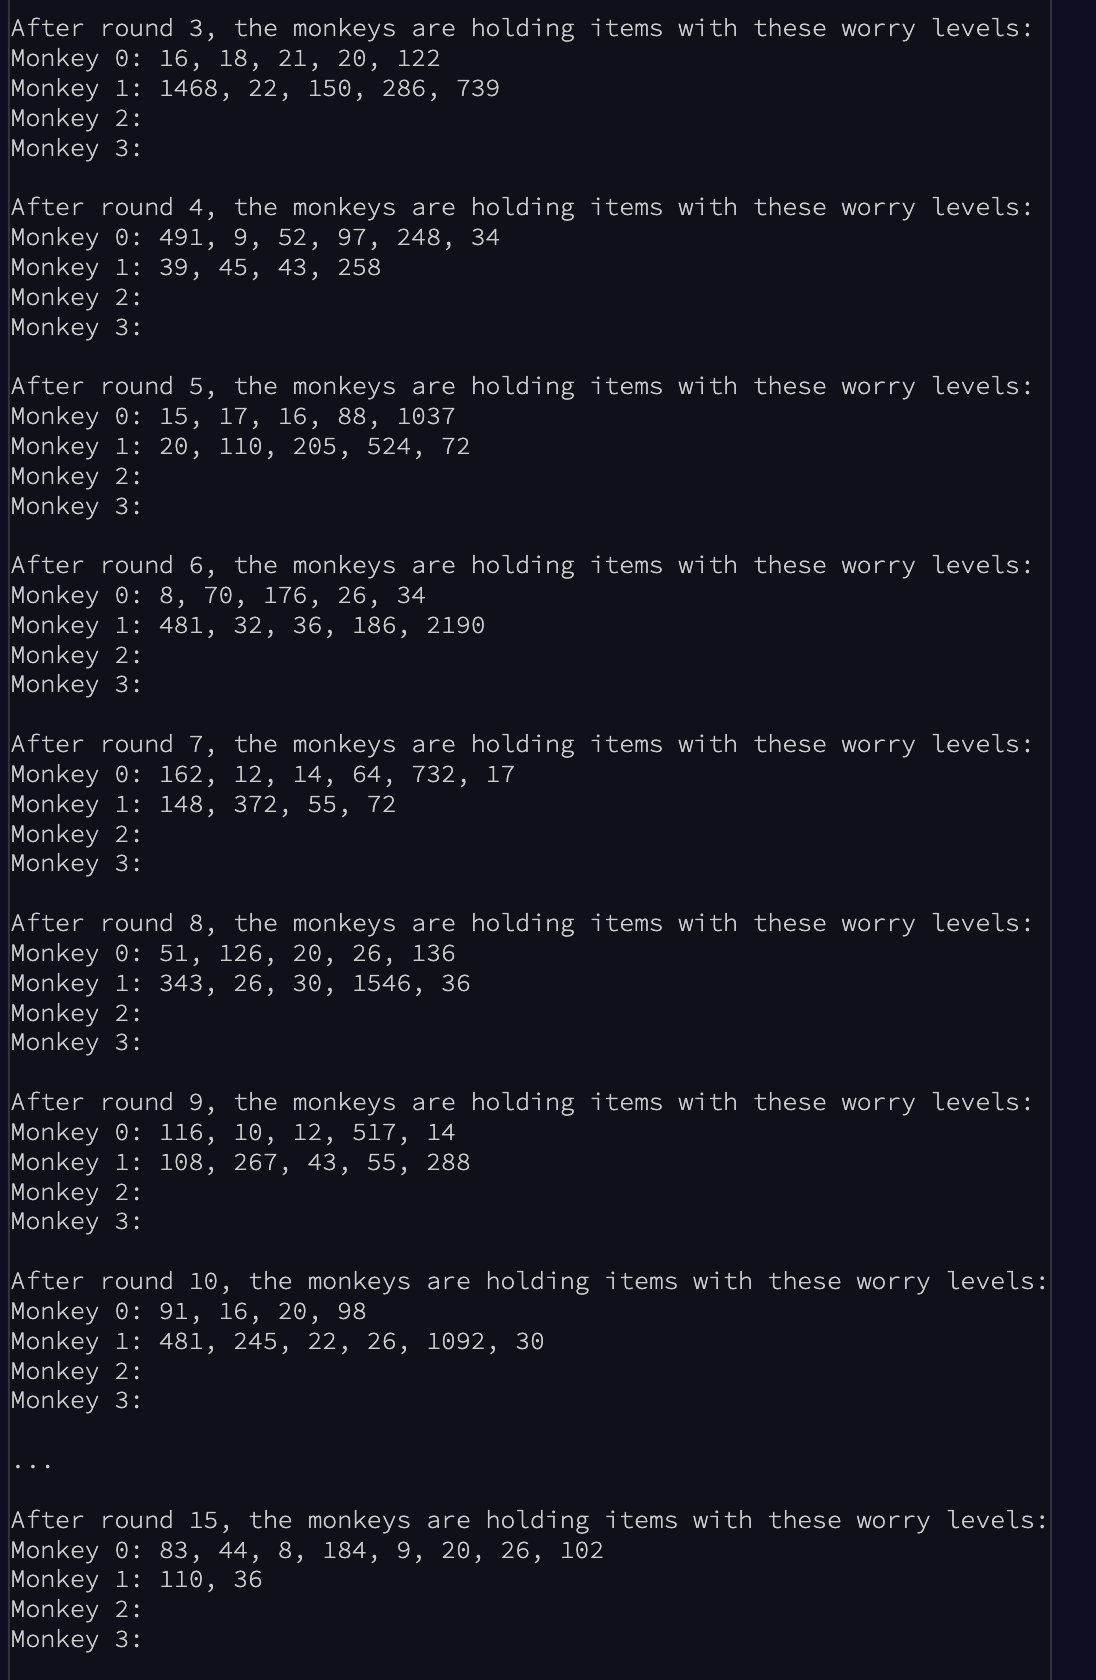 After round 3, the monkeys are holding items with these worry levels:
Monkey 0: 16, 18, 21, 20, 122
Monkey 1: 1468, 22, 150, 286, 739
Monkey 2:
Monkey 3:

After round 4, the monkeys are holding items with these worry levels:
Monkey 0: 491, 9, 52, 97, 248, 34
Monkey 1: 39, 45, 43, 258
Monkey 2:
Monkey 3:

After round 5, the monkeys are holding items with these worry levels:
Monkey 0: 15, 17, 16, 88, 1037
Monkey 1: 20, 110, 205, 524, 72
Monkey 2:
Monkey 3:

After round 6, the monkeys are holding items with these worry levels:
Monkey 0: 8, 70, 176, 26, 34
Monkey 1: 481, 32, 36, 186, 2190
Monkey 2:
Monkey 3:

After round 7, the monkeys are holding items with these worry levels:
Monkey 0: 162, 12, 14, 64, 732, 17
Monkey 1: 148, 372, 55, 72
Monkey 2:
Monkey 3:

After round 8, the monkeys are holding items with these worry levels:
Monkey 0: 51, 126, 20, 26, 136
Monkey 1: 343, 26, 30, 1546, 36
Monkey 2:
Monkey 3:

After round 9, the monkeys are holding items with these worry levels:
Monkey 0: 116, 10, 12, 517, 14
Monkey 1: 108, 267, 43, 55, 288
Monkey 2:
Monkey 3:

After round 10, the monkeys are holding items with these worry levels:
Monkey 0: 91, 16, 20, 98
Monkey 1: 481, 245, 22, 26, 1092, 30
Monkey 2:
Monkey 3:

...

After round 15, the monkeys are holding items with these worry levels:
Monkey 0: 83, 44, 8, 184, 9, 20, 26, 102
Monkey 1: 110, 36
Monkey 2:
Monkey 3: